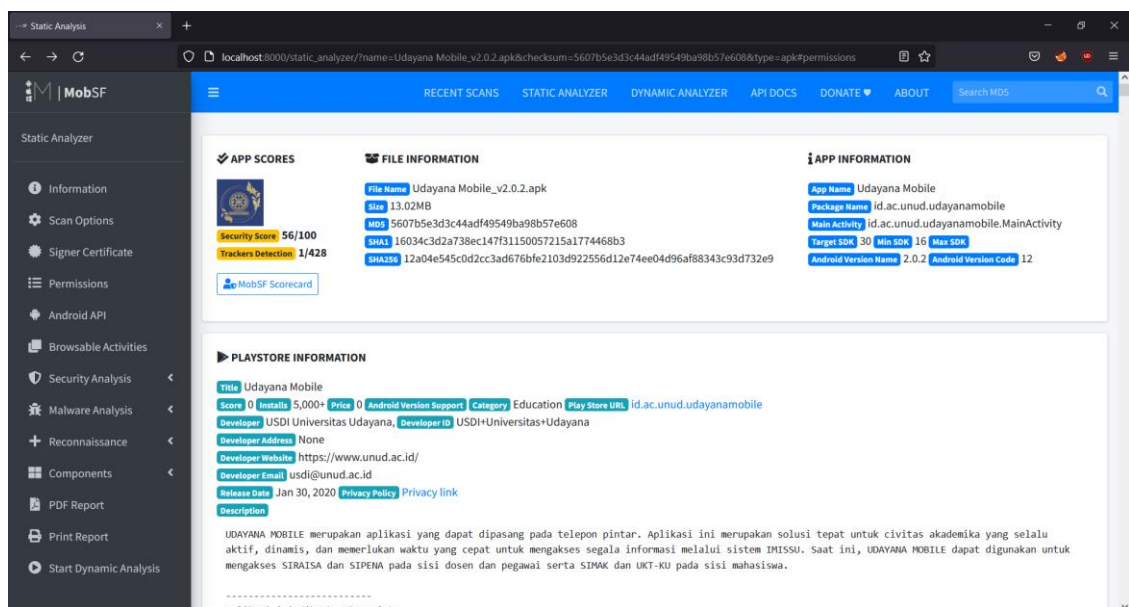 Static Analysis
localhost:8000/static_analyzer/?name=Udayana Mobile_v2.0.2.apk&checksum=5607b5e3d3c44adf49549ba98b57e608&type=apk#permissions
MobSF
RECENT SCANS STATIC ANALYZER DYNAMIC ANALYZER API DOCS DONATE ♥ ABOUT Search MD5
Static Analyzer
Information
Scan Options
Signer Certificate
Permissions
Android API
Browsable Activities
Security Analysis
Malware Analysis
Reconnaissance
Components
PDF Report
Print Report
Start Dynamic Analysis
APP SCORES
Security Score 56/100
Trackers Detection 1/428
MobSF Scorecard
FILE INFORMATION
File Name Udayana Mobile_v2.0.2.apk
Size 13.02MB
MD5 5607b5e3d3c44adf49549ba98b57e608
SHA1 16034c3d2a738ec147f31150057215a1774468b3
SHA256 12a04e545c0d2cc3ad676bfe2103d922556d12e74ee04d96af88343c93d732e9
APP INFORMATION
App Name Udayana Mobile
Package Name id.ac.unud.udayanamobile
Main Activity id.ac.unud.udayanamobile.MainActivity
Target SDK 30 Min SDK 16 Max SDK
Android Version Name 2.0.2 Android Version Code 12
PLAYSTORE INFORMATION
Title Udayana Mobile
Score 0 Installs 5,000+ Price 0 Android Version Support Category Education Play Store URL id.ac.unud.udayanamobile
Developer USDI Universitas Udayana, Developer ID USDI+Universitas+Udayana
Developer Address None
Developer Website https://www.unud.ac.id/
Developer Email usdi@unud.ac.id
Release Date Jan 30, 2020 Privacy Policy Privacy link
Description
UDAYANA MOBILE merupakan aplikasi yang dapat dipasang pada telepon pintar. Aplikasi ini merupakan solusi tepat untuk civitas akademika yang selalu
aktif, dinamis, dan memerlukan waktu yang cepat untuk mengakses segala informasi melalui sistem IMISSU. Saat ini, UDAYANA MOBILE dapat digunakan untuk
mengakses SIRAISA dan SIPENA pada sisi dosen dan pegawai serta SIMAK dan UKT-KU pada sisi mahasiswa.
--------------------------